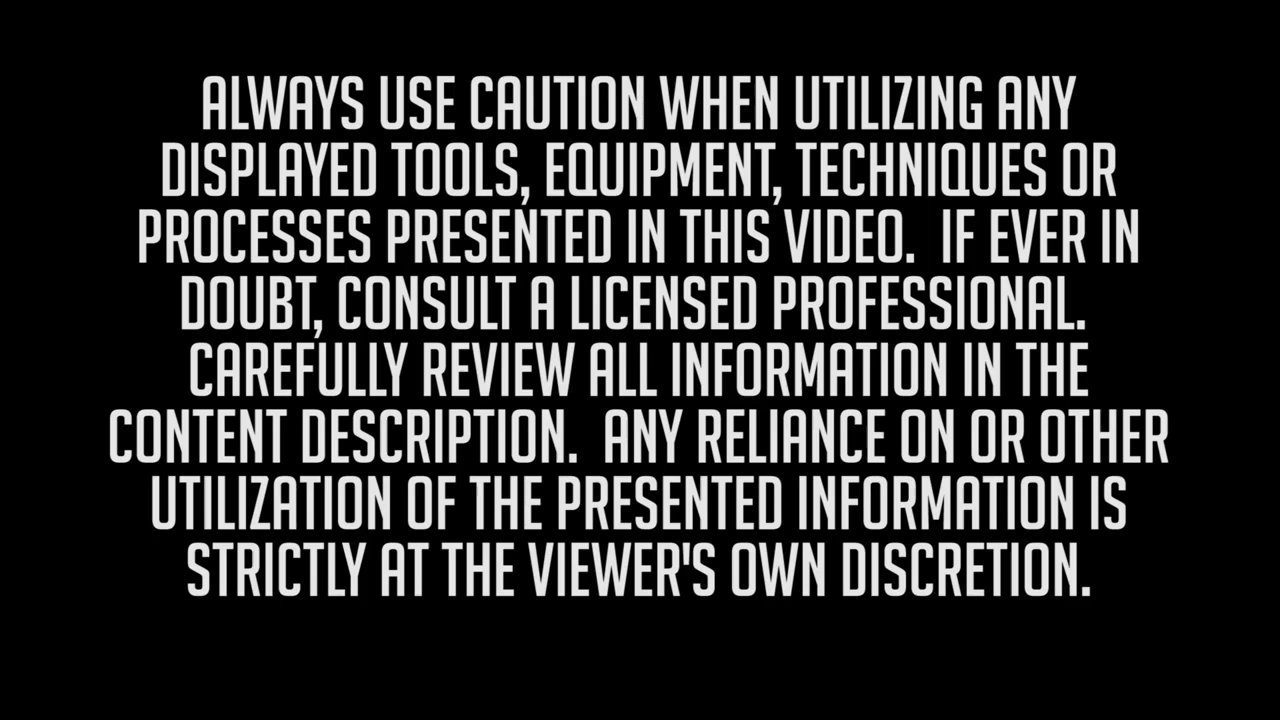 ALWAYS USE CAUTION WHEN UTILIZING ANY
DISPLAYED TOOLS, EQUIPMENT, TECHNIQUES OR
PROCESSES PRESENTED IN THIS VIDEO.  IF EVER IN
DOUBT, CONSULT A LICENSED PROFESSIONAL.
CAREFULLY REVIEW ALL INFORMATION IN THE
CONTENT DESCRIPTION.  ANY RELIANCE ON OR OTHER
UTILIZATION OF THE PRESENTED INFORMATION IS
STRICTLY AT THE VIEWER'S OWN DISCRETION.